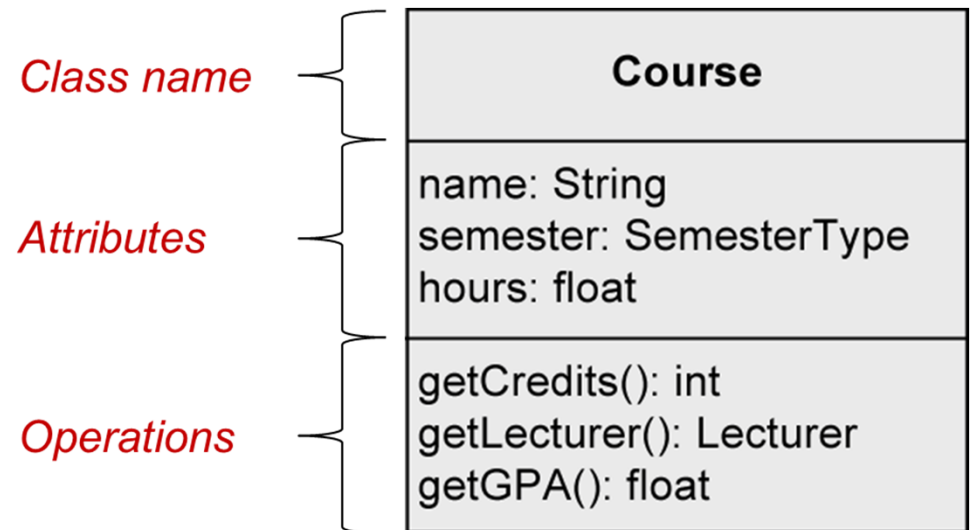 Class name
Course
Attributes
name: String
semester: SemesterType
hours: float
Operations
getCredits(): int
getLecturer(): Lecturer
getGPA(): float